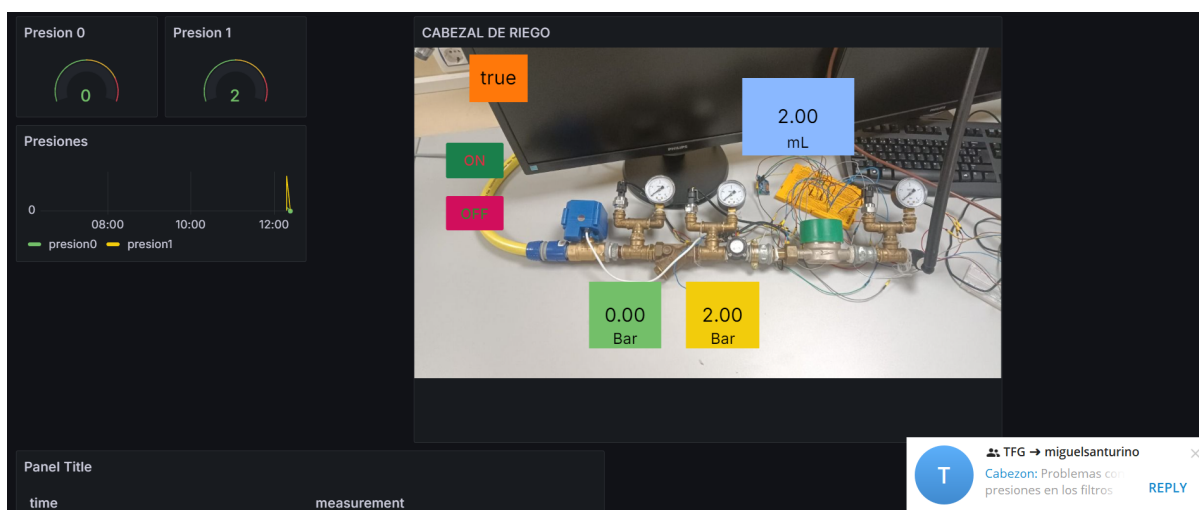 Presion 0
Presion 1
0
2
Presiones
0
08:00
10:00
12:00
presion0
presion1
CABEZAL DE RIEGO
true
ON
OFF
2.00
mL
PHILIPS
0.00
Bar
2.00
Bar
Panel Title
time
measurement
T
TFG → miguelsanturino
Cabezon: Problemas con
presiones en los filtros
REPLY